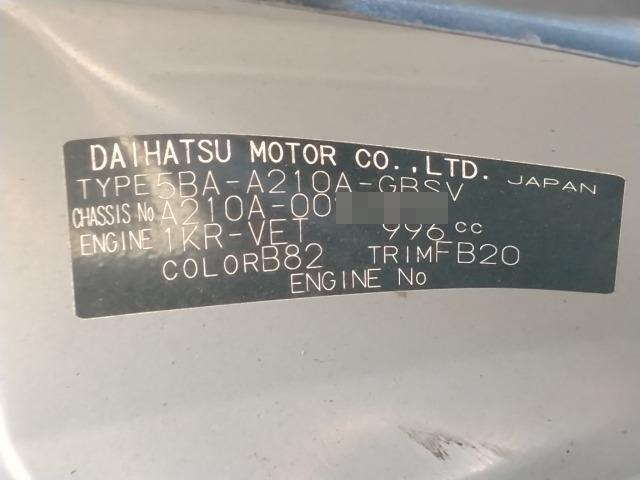 DAIHATSU MOTOR CO.,LTD. JAPAN
TYPE 5BA-A210A-GBSV
CHASSIS No A210A-00
ENGINE 1KR-VET 996 cc
COLOR B82 TRIM FB20
ENGINE No